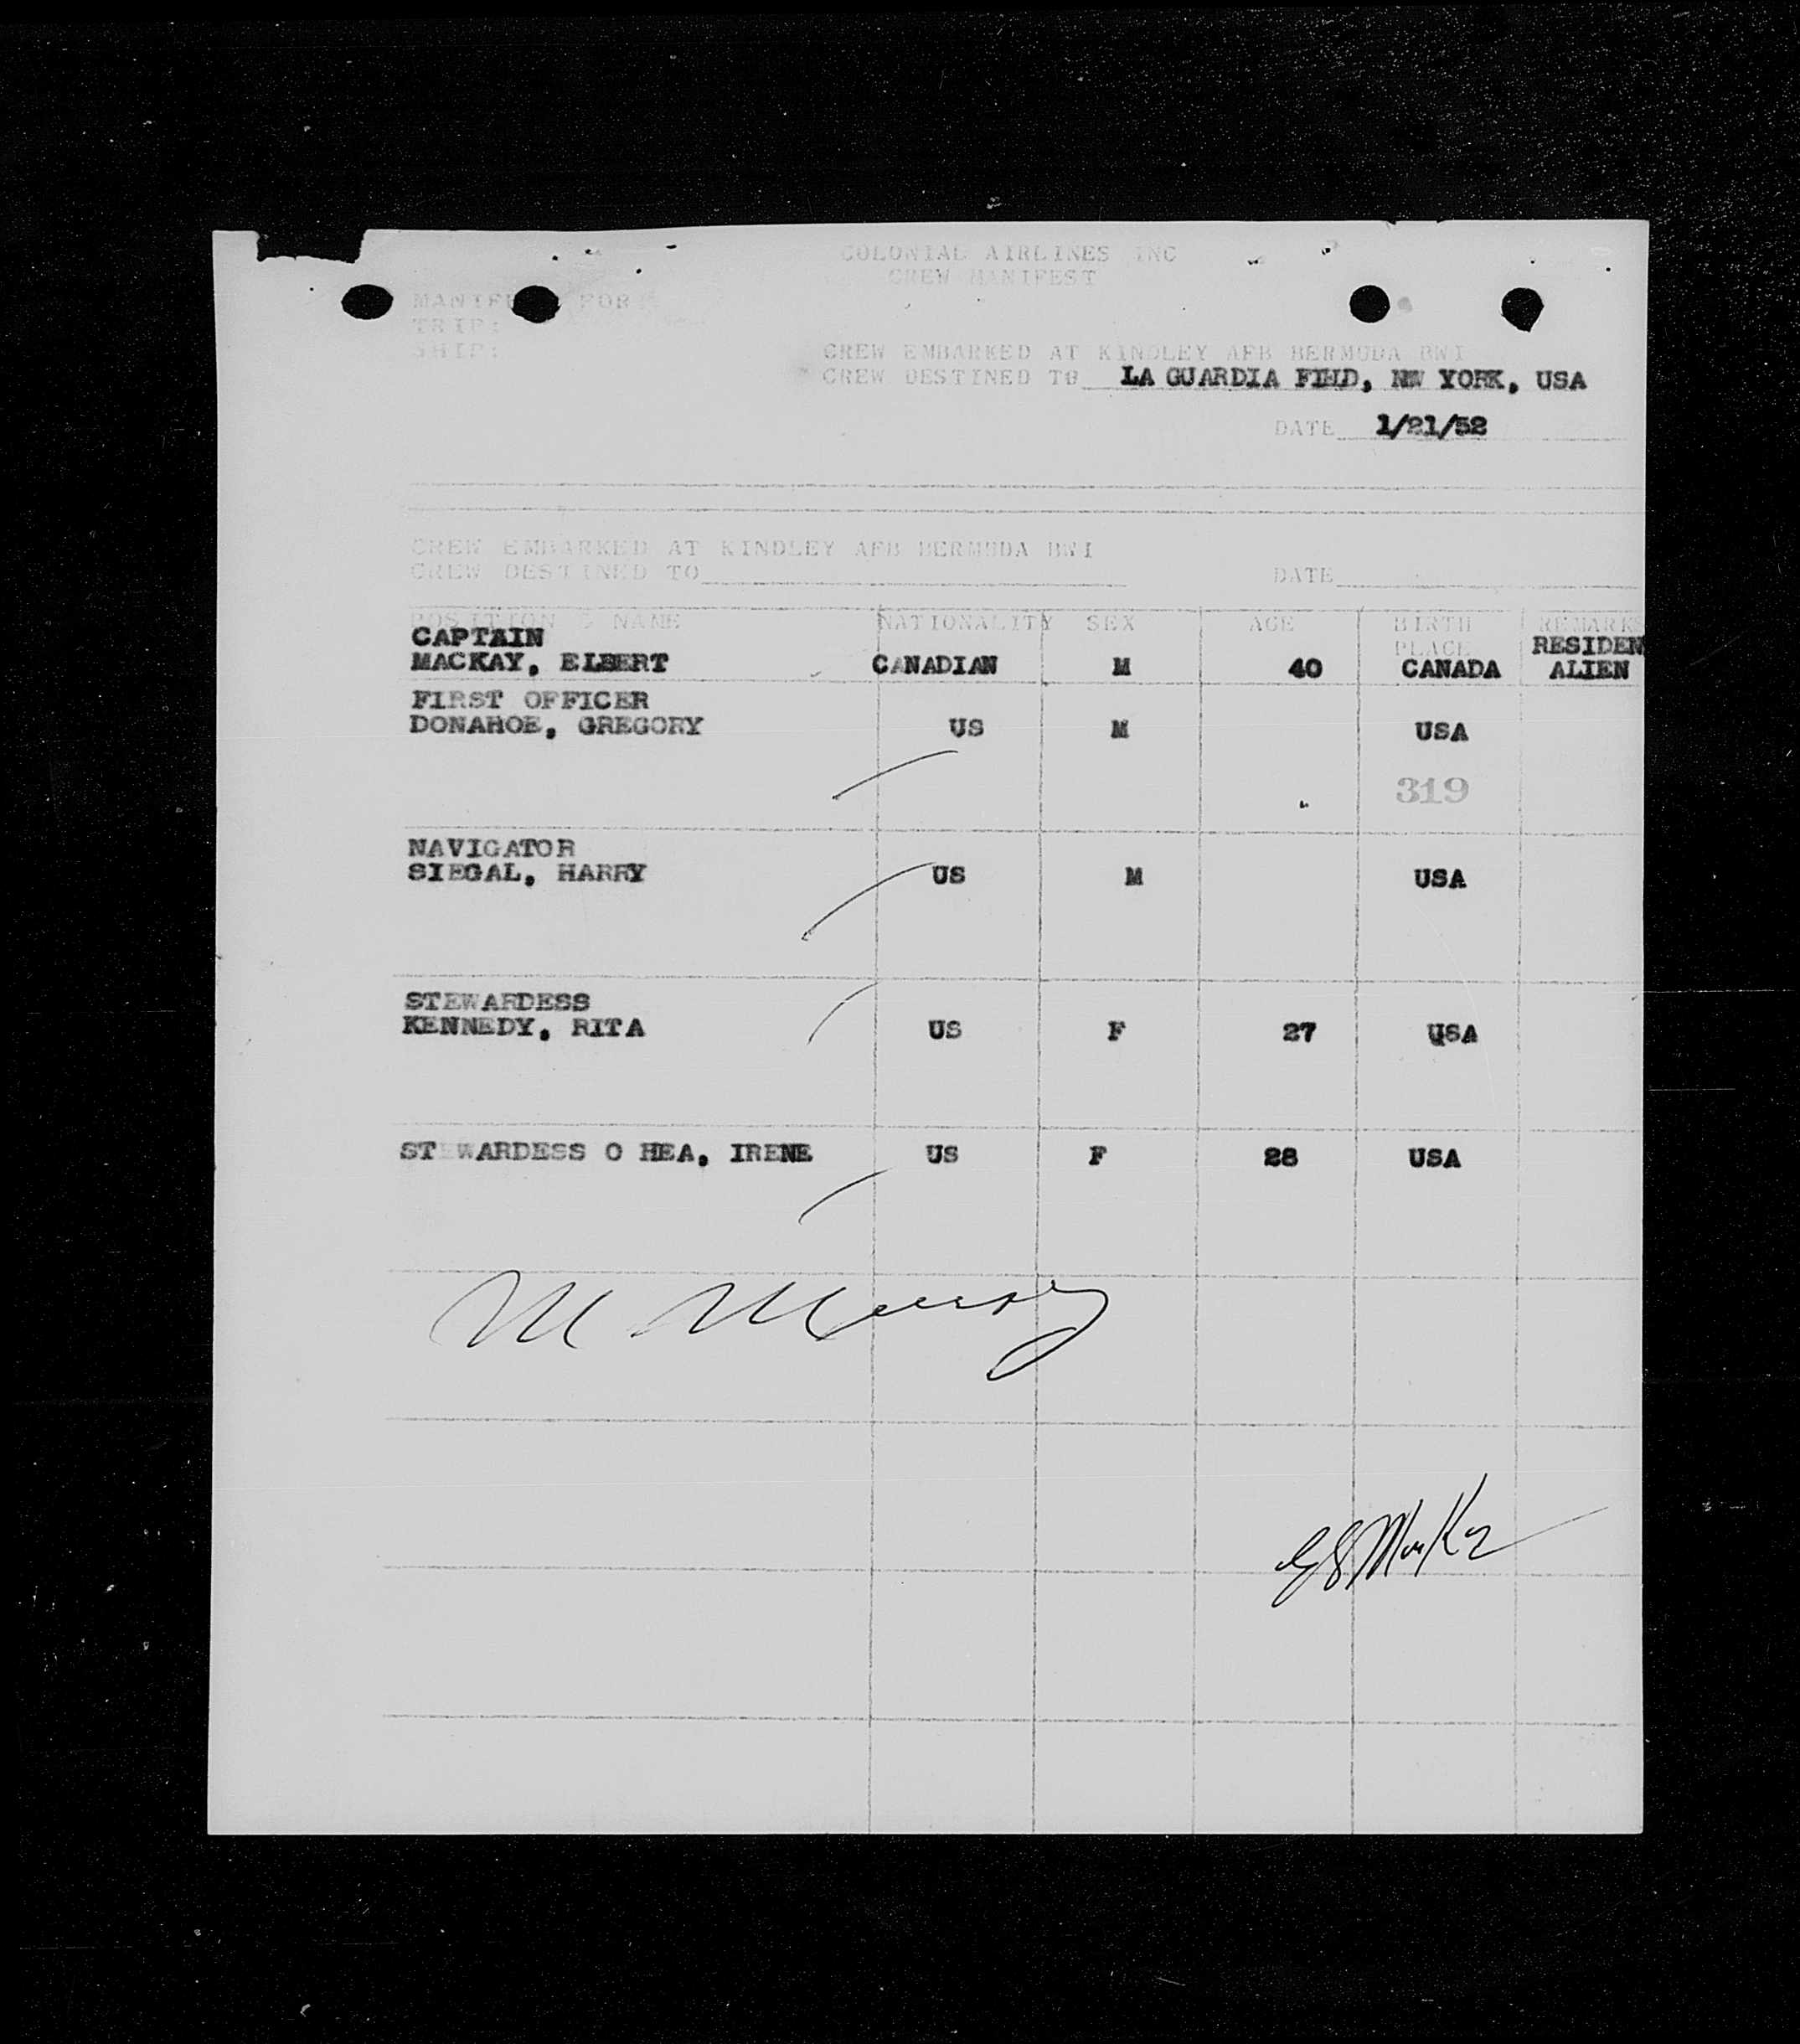 COLONIAL AIRLINES INC
CREW MANIFEST
MANIFEST FOR
TRIP:
SHIP:
CREW EMBARKED AT KINDLEY AFB BERMUDA BWI
CREW DESTINED TO LA GUARDIA FIELD, NEW YORK, USA
DATE 1/21/52
CREW EMBARKED AT KINDLEY AFB BERMUDA BWI
CREW DESTINED TO DATE
POSITION & NAME NATIONALITY SEX AGE BIRTH PLACE REMARKS
CAPTAIN RESIDEN
MACKAY, ELBERT CANADIAN M 40 CANADA ALIEN
FIRST OFFICER
DONAHOE, GREGORY US M USA
319
NAVIGATOR
SIEGAL, HARRY US M USA
STEWARDESS
KENNEDY, RITA US F 27 USA
STEWARDESS O HEA, IRENE US F 28 USA